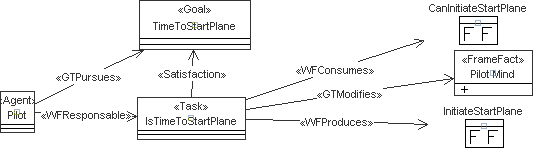 «Goal»
TimeToStartPlane
CanInitiateStartPlane
F F
«GTPursues»
«Satisfaction»
«WFConsumes»
«FrameFact»
Pilot Mind
+
«Agent»
Pilot
«WFResponsable»
«Task»
IsTimeToStartPlane
«GTModifies»
«WFProduces»
InitiateStartPlane
F F